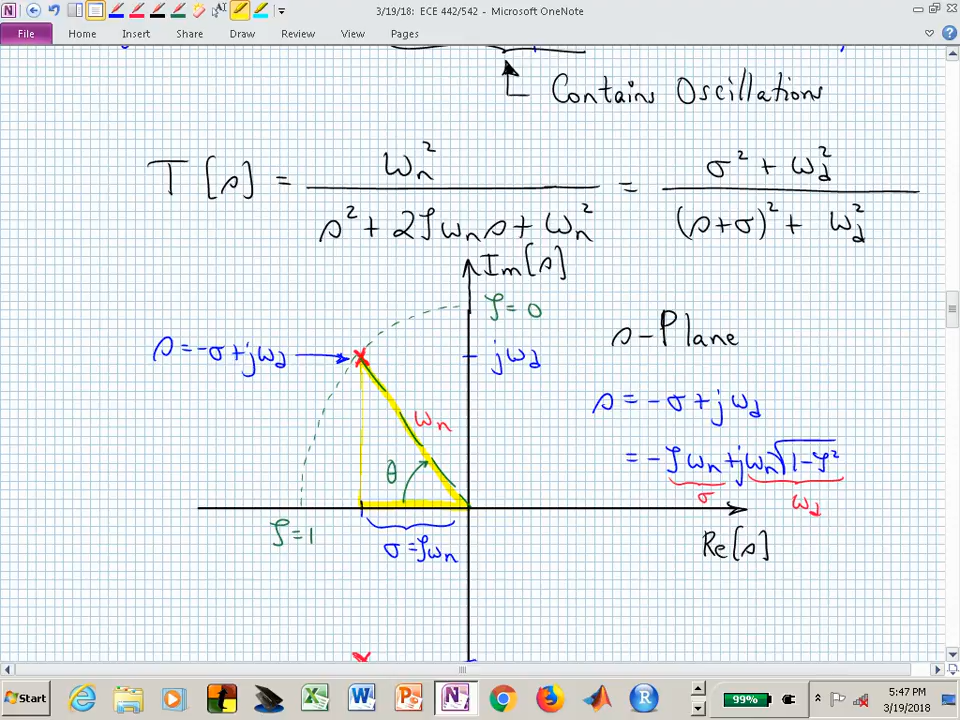 3/19/18: ECE 442/542 - Microsoft OneNote
File Home Insert Share Draw Review View Pages
Contains Oscillations
T[s] = ωn² / (s² + 2ζωn s + ωn²) = (σ² + ωd²) / ((s+σ)² + ωd²)
Im[s]
ζ=0
s-Plane
s=-σ+jωd
jωd
s = -σ + jωd
ωn
= -ζωn + jωn√(1-ζ²)
θ
σ
ωd
ζ=1
σ=ζωn
Re[s]
Start
99%
5:47 PM
3/19/2018